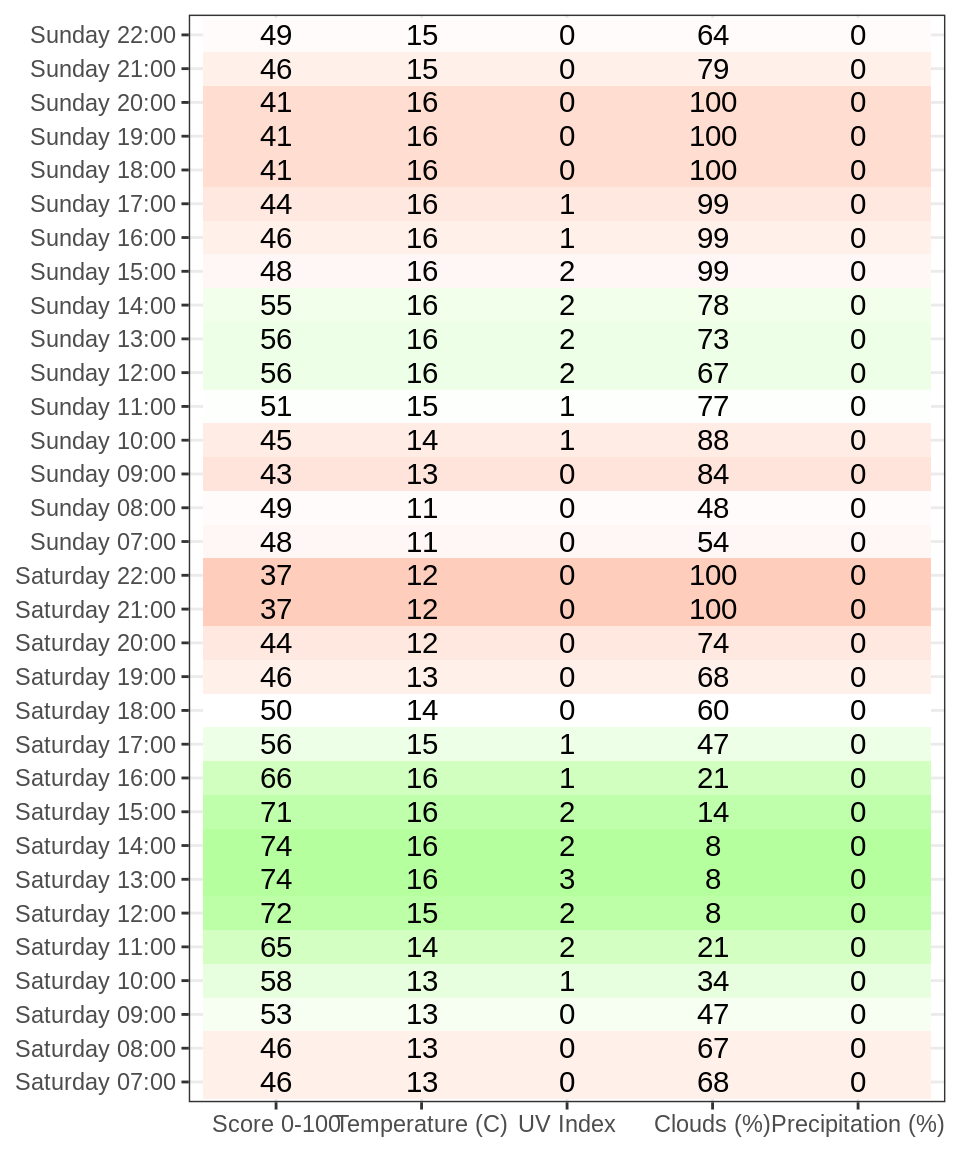 Sunday 22:00 49 15 0 64 0
Sunday 21:00 46 15 0 79 0
Sunday 20:00 41 16 0 100 0
Sunday 19:00 41 16 0 100 0
Sunday 18:00 41 16 0 100 0
Sunday 17:00 44 16 1 99 0
Sunday 16:00 46 16 1 99 0
Sunday 15:00 48 16 2 99 0
Sunday 14:00 55 16 2 78 0
Sunday 13:00 56 16 2 73 0
Sunday 12:00 56 16 2 67 0
Sunday 11:00 51 15 1 77 0
Sunday 10:00 45 14 1 88 0
Sunday 09:00 43 13 0 84 0
Sunday 08:00 49 11 0 48 0
Sunday 07:00 48 11 0 54 0
Saturday 22:00 37 12 0 100 0
Saturday 21:00 37 12 0 100 0
Saturday 20:00 44 12 0 74 0
Saturday 19:00 46 13 0 68 0
Saturday 18:00 50 14 0 60 0
Saturday 17:00 56 15 1 47 0
Saturday 16:00 66 16 1 21 0
Saturday 15:00 71 16 2 14 0
Saturday 14:00 74 16 2 8 0
Saturday 13:00 74 16 3 8 0
Saturday 12:00 72 15 2 8 0
Saturday 11:00 65 14 2 21 0
Saturday 10:00 58 13 1 34 0
Saturday 09:00 53 13 0 47 0
Saturday 08:00 46 13 0 67 0
Saturday 07:00 46 13 0 68 0
Score 0-100 Temperature (C) UV Index Clouds (%) Precipitation (%)